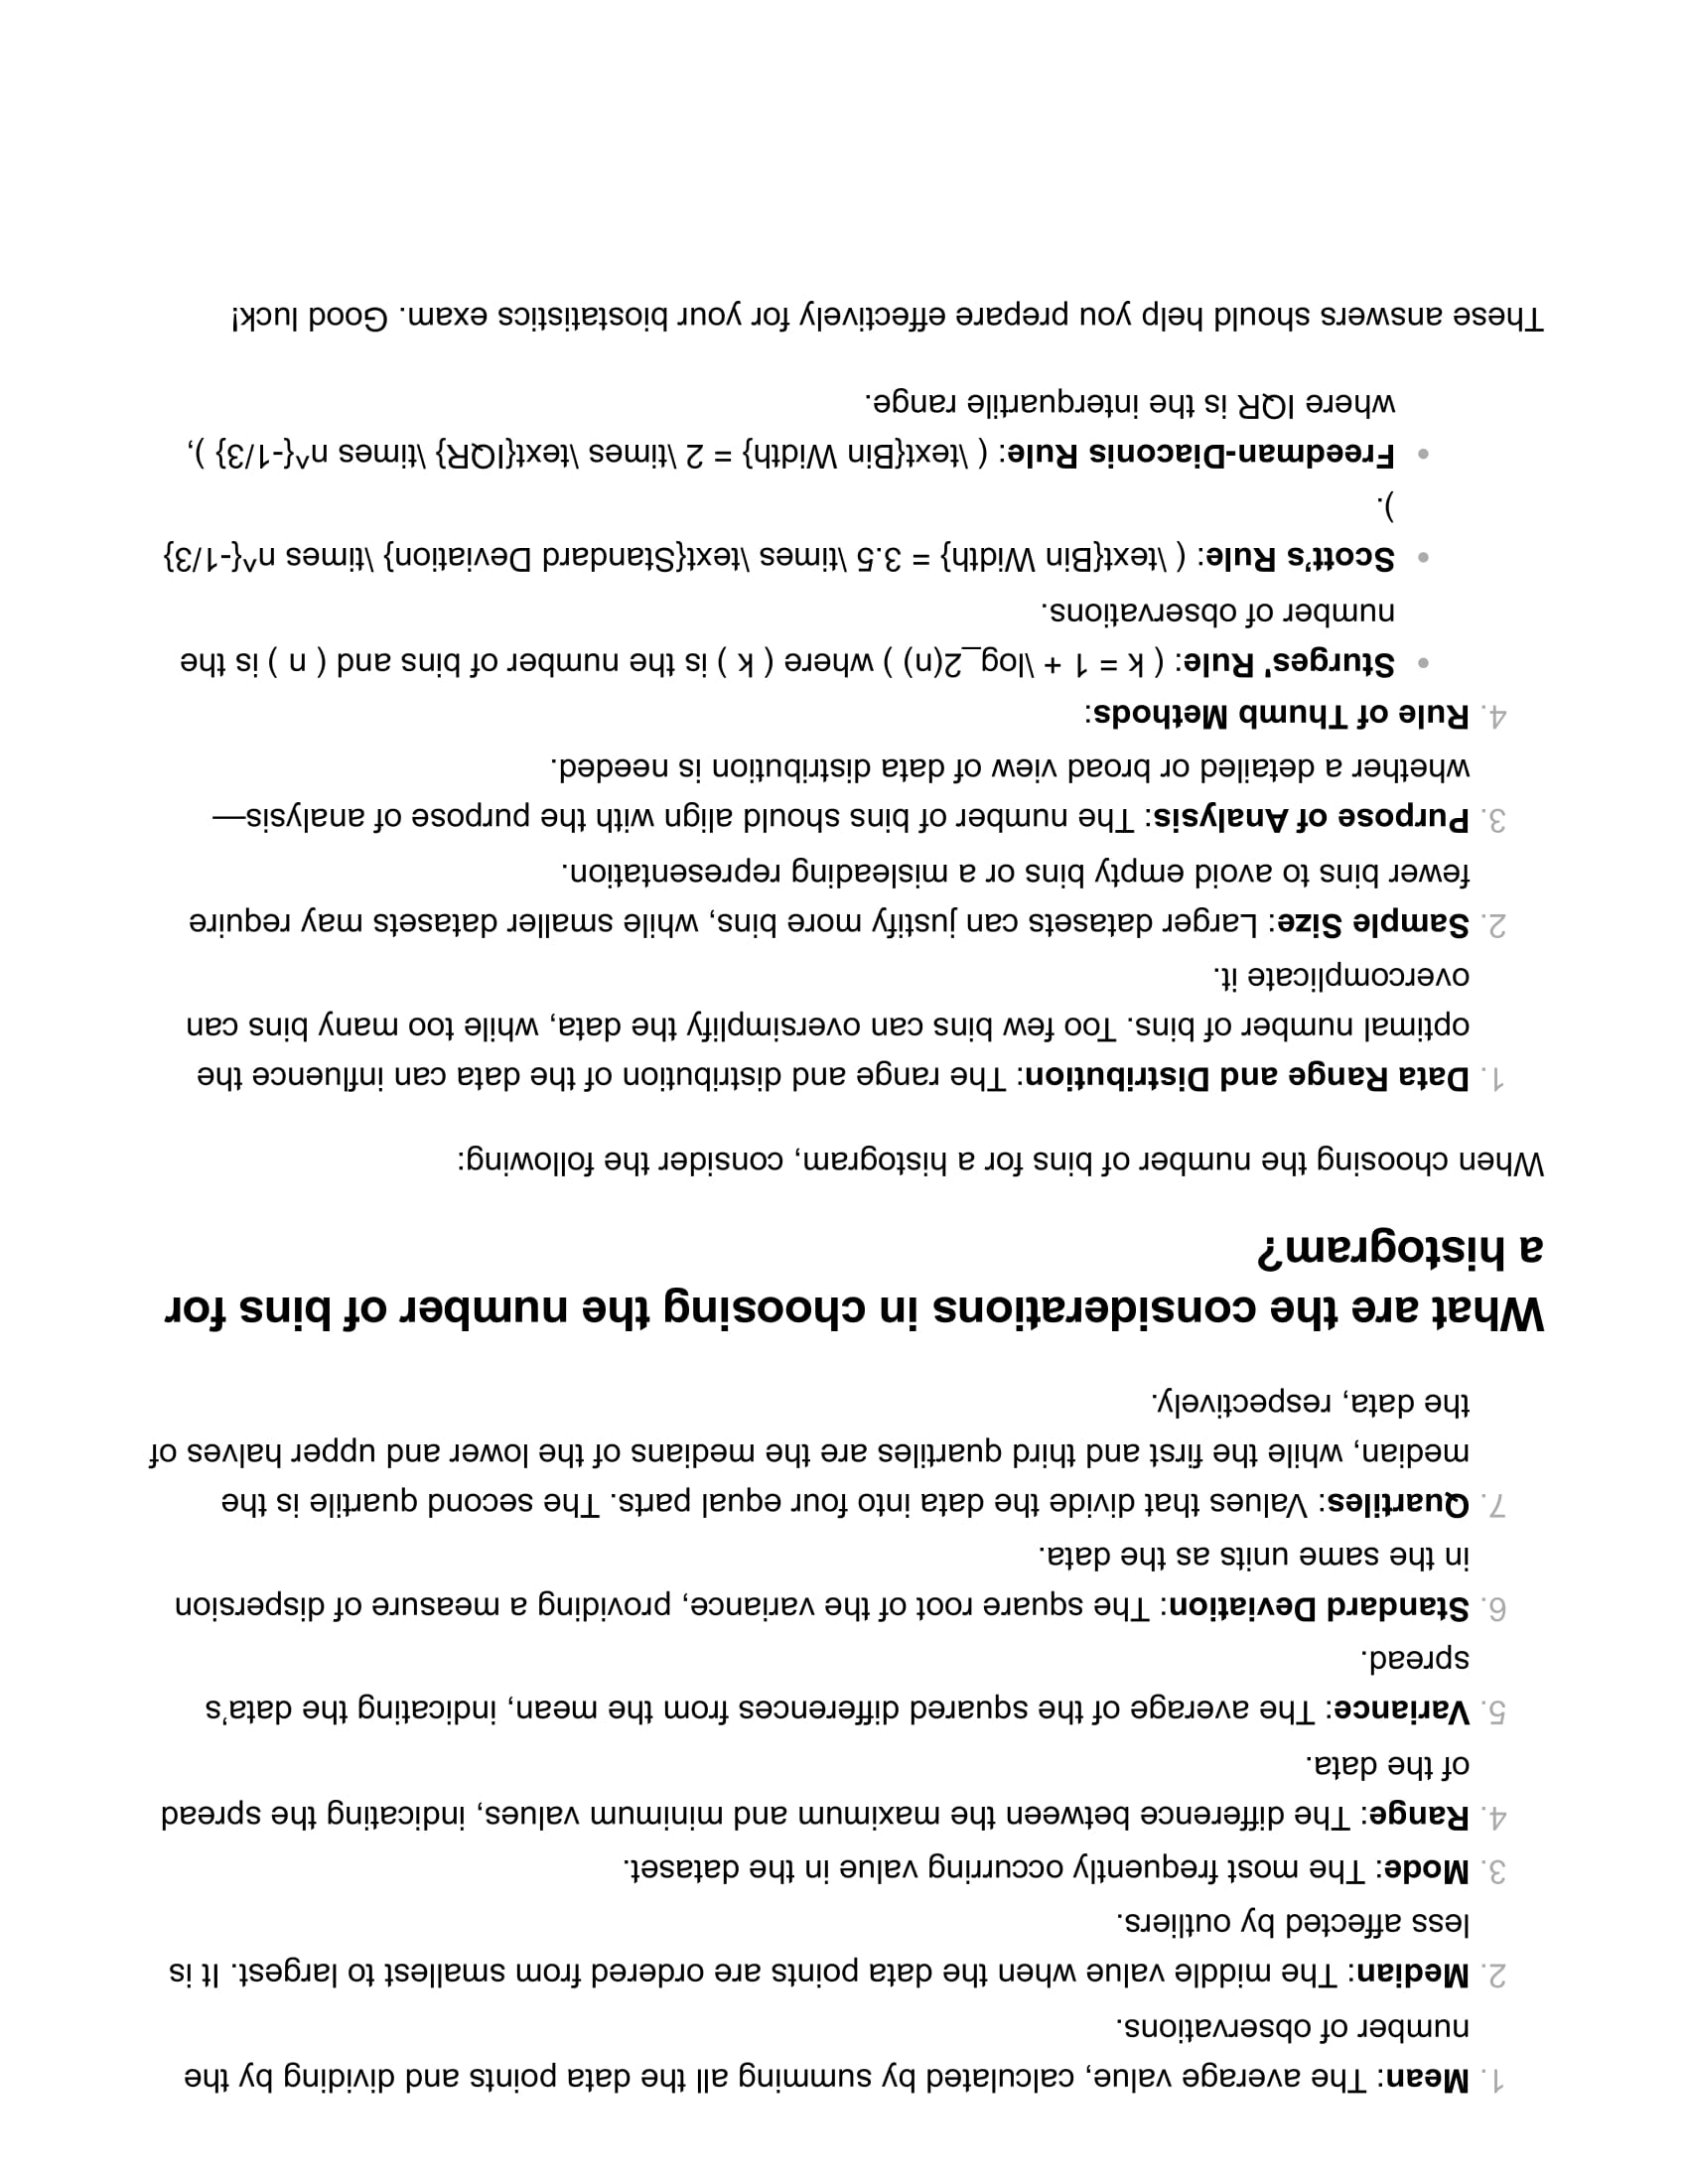 1. Mean: The average value, calculated by summing all the data points and dividing by the
number of observations.
2. Median: The middle value when the data points are ordered from smallest to largest. It is
less affected by outliers.
3. Mode: The most frequently occurring value in the dataset.
4. Range: The difference between the maximum and minimum values, indicating the spread
of the data.
5. Variance: The average of the squared differences from the mean, indicating the data’s
spread.
6. Standard Deviation: The square root of the variance, providing a measure of dispersion
in the same units as the data.
7. Quartiles: Values that divide the data into four equal parts. The second quartile is the
median, while the first and third quartiles are the medians of the lower and upper halves of
the data, respectively.
What are the considerations in choosing the number of bins for
a histogram?
When choosing the number of bins for a histogram, consider the following:
1. Data Range and Distribution: The range and distribution of the data can influence the
optimal number of bins. Too few bins can oversimplify the data, while too many bins can
overcomplicate it.
2. Sample Size: Larger datasets can justify more bins, while smaller datasets may require
fewer bins to avoid empty bins or a misleading representation.
3. Purpose of Analysis: The number of bins should align with the purpose of analysis—
whether a detailed or broad view of data distribution is needed.
4. Rule of Thumb Methods:
• Sturges' Rule: ( k = 1 + \log_2(n) ) where ( k ) is the number of bins and ( n ) is the
number of observations.
• Scott’s Rule: ( \text{Bin Width} = 3.5 \times \text{Standard Deviation} \times n^{-1/3}
).
• Freedman-Diaconis Rule: ( \text{Bin Width} = 2 \times \text{IQR} \times n^{-1/3} ),
where IQR is the interquartile range.
These answers should help you prepare effectively for your biostatistics exam. Good luck!